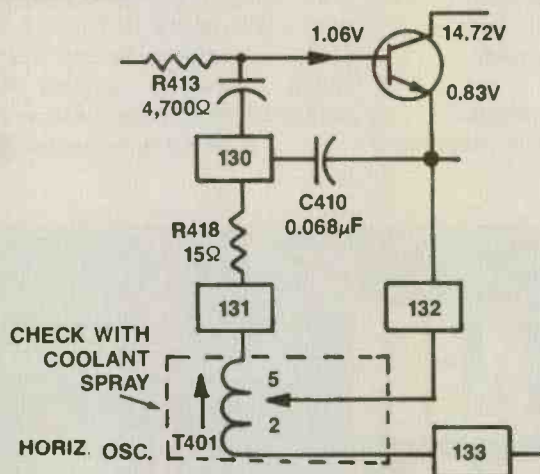 1.06V
14.72V
R413
4,700Ω
0.83V
130
C410
0.068µF
R418
15Ω
131
132
CHECK WITH
COOLANT
SPRAY
5
2
HORIZ. OSC.
T401
133